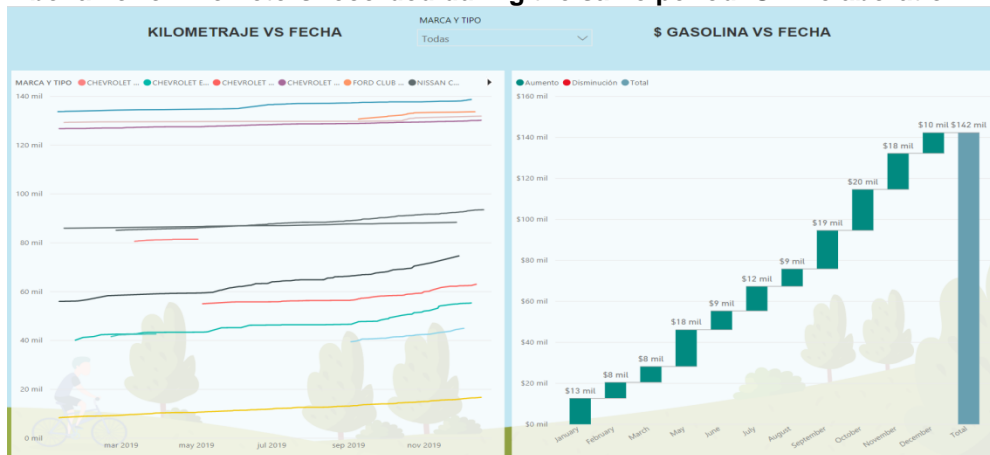 KILOMETRAJE VS FECHA
MARCA Y TIPO
Todas
$ GASOLINA VS FECHA
MARCA Y TIPO CHEVROLET ... CHEVROLET E... CHEVROLET ... CHEVROLET ... FORD CLUB ... NISSAN C...
140 mil
120 mil
100 mil
80 mil
60 mil
40 mil
20 mil
0 mil
mar 2019 may 2019 jul 2019 sep 2019 nov 2019
Aumento Disminución Total
$160 mil
$140 mil
$120 mil
$100 mil
$80 mil
$60 mil
$40 mil
$20 mil
$0 mil
$13 mil
$8 mil
$8 mil
$18 mil
$9 mil
$12 mil
$9 mil
$19 mil
$20 mil
$18 mil
$10 mil
$142 mil
January February March May June July August September October November December Total